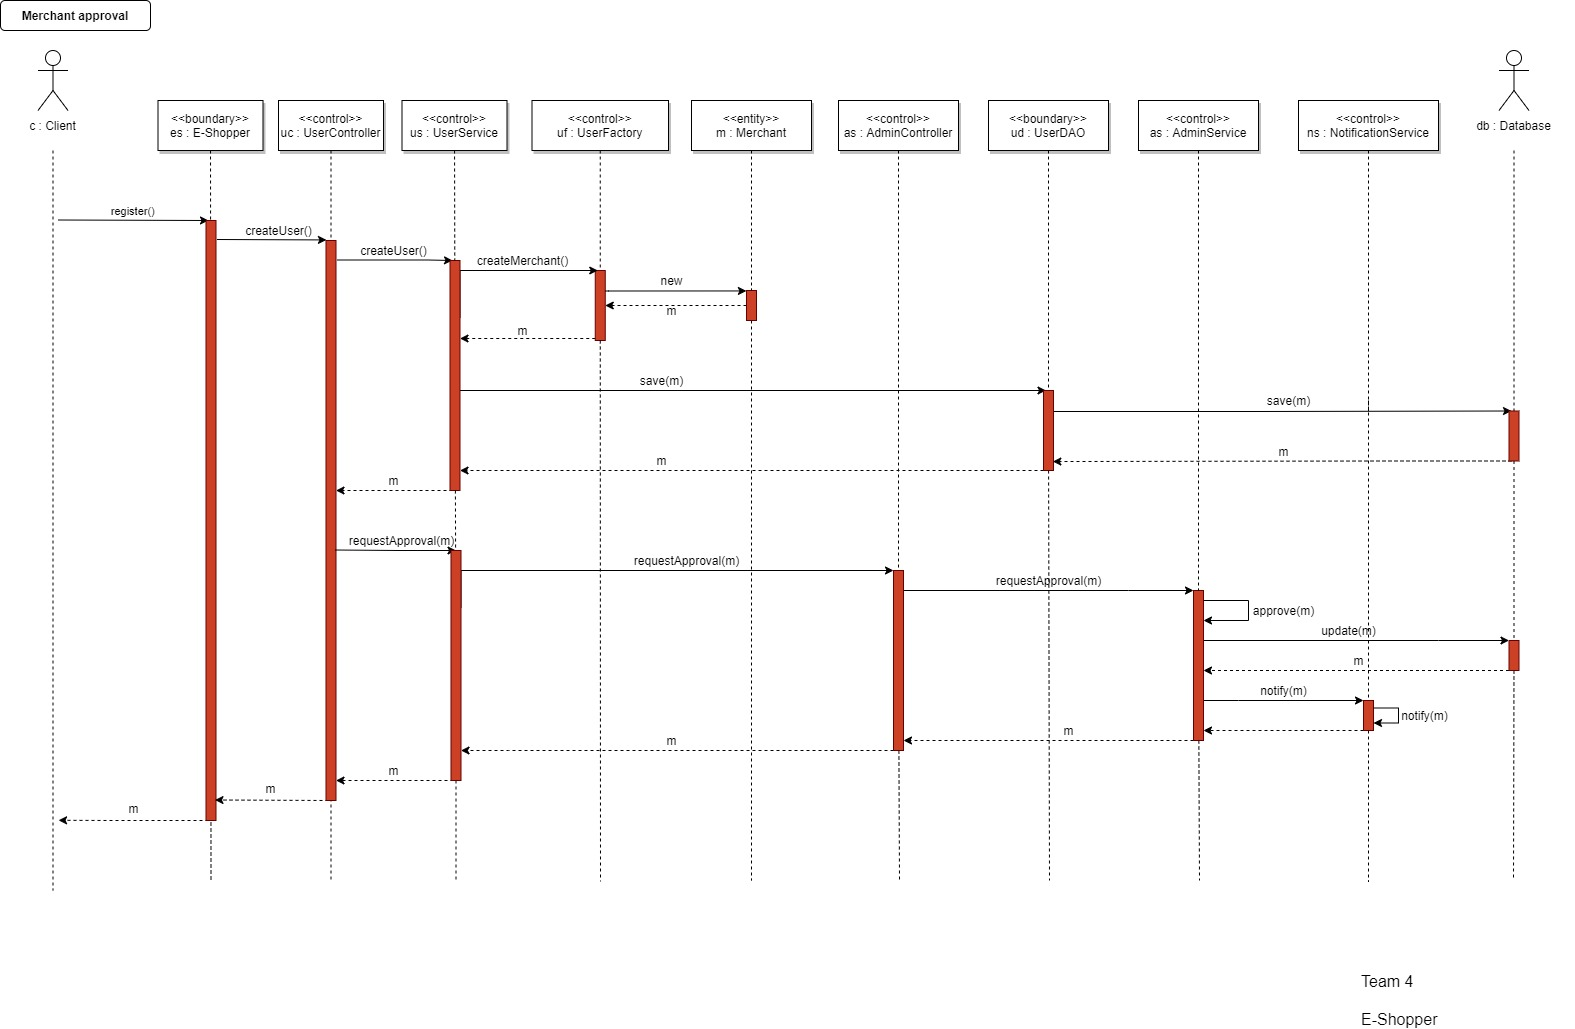 Merchant approval
c : Client
<<boundary>>
es : E-Shopper
<<control>>
uc : UserController
<<control>>
us : UserService
<<control>>
uf : UserFactory
<<entity>>
m : Merchant
<<control>>
as : AdminController
<<boundary>>
ud : UserDAO
<<control>>
as : AdminService
<<control>>
ns : NotificationService
db : Database
register()
createUser()
createUser()
createMerchant()
new
m
m
save(m)
save(m)
m
m
m
requestApproval(m)
requestApproval(m)
requestApproval(m)
approve(m)
update(m)
m
notify(m)
notify(m)
m
m
m
m
m
Team 4
E-Shopper